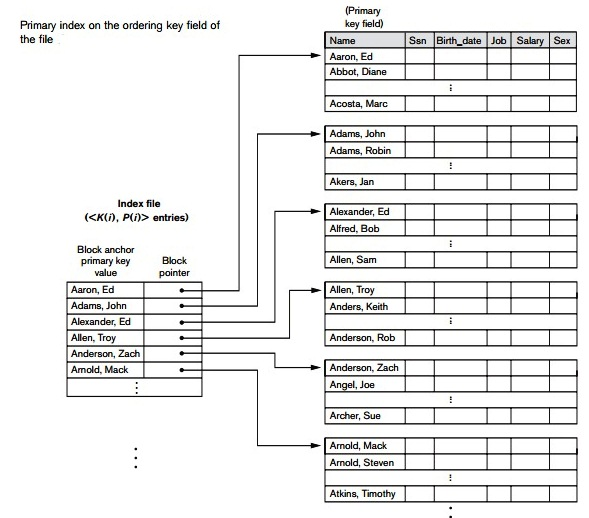 Primary index on the ordering key field of
the file
(Primary
key field)
Name Ssn Birth_date Job Salary Sex
Aaron, Ed
Abbot, Diane
Acosta, Marc
Adams, John
Adams, Robin
Akers, Jan
Alexander, Ed
Alfred, Bob
Allen, Sam
Allen, Troy
Anders, Keith
Anderson, Rob
Anderson, Zach
Angel, Joe
Archer, Sue
Arnold, Mack
Arnold, Steven
Atkins, Timothy
Index file
(<K(i), P(i)> entries)
Block anchor
primary key
value
Block
pointer
Aaron, Ed
Adams, John
Alexander, Ed
Allen, Troy
Anderson, Zach
Arnold, Mack